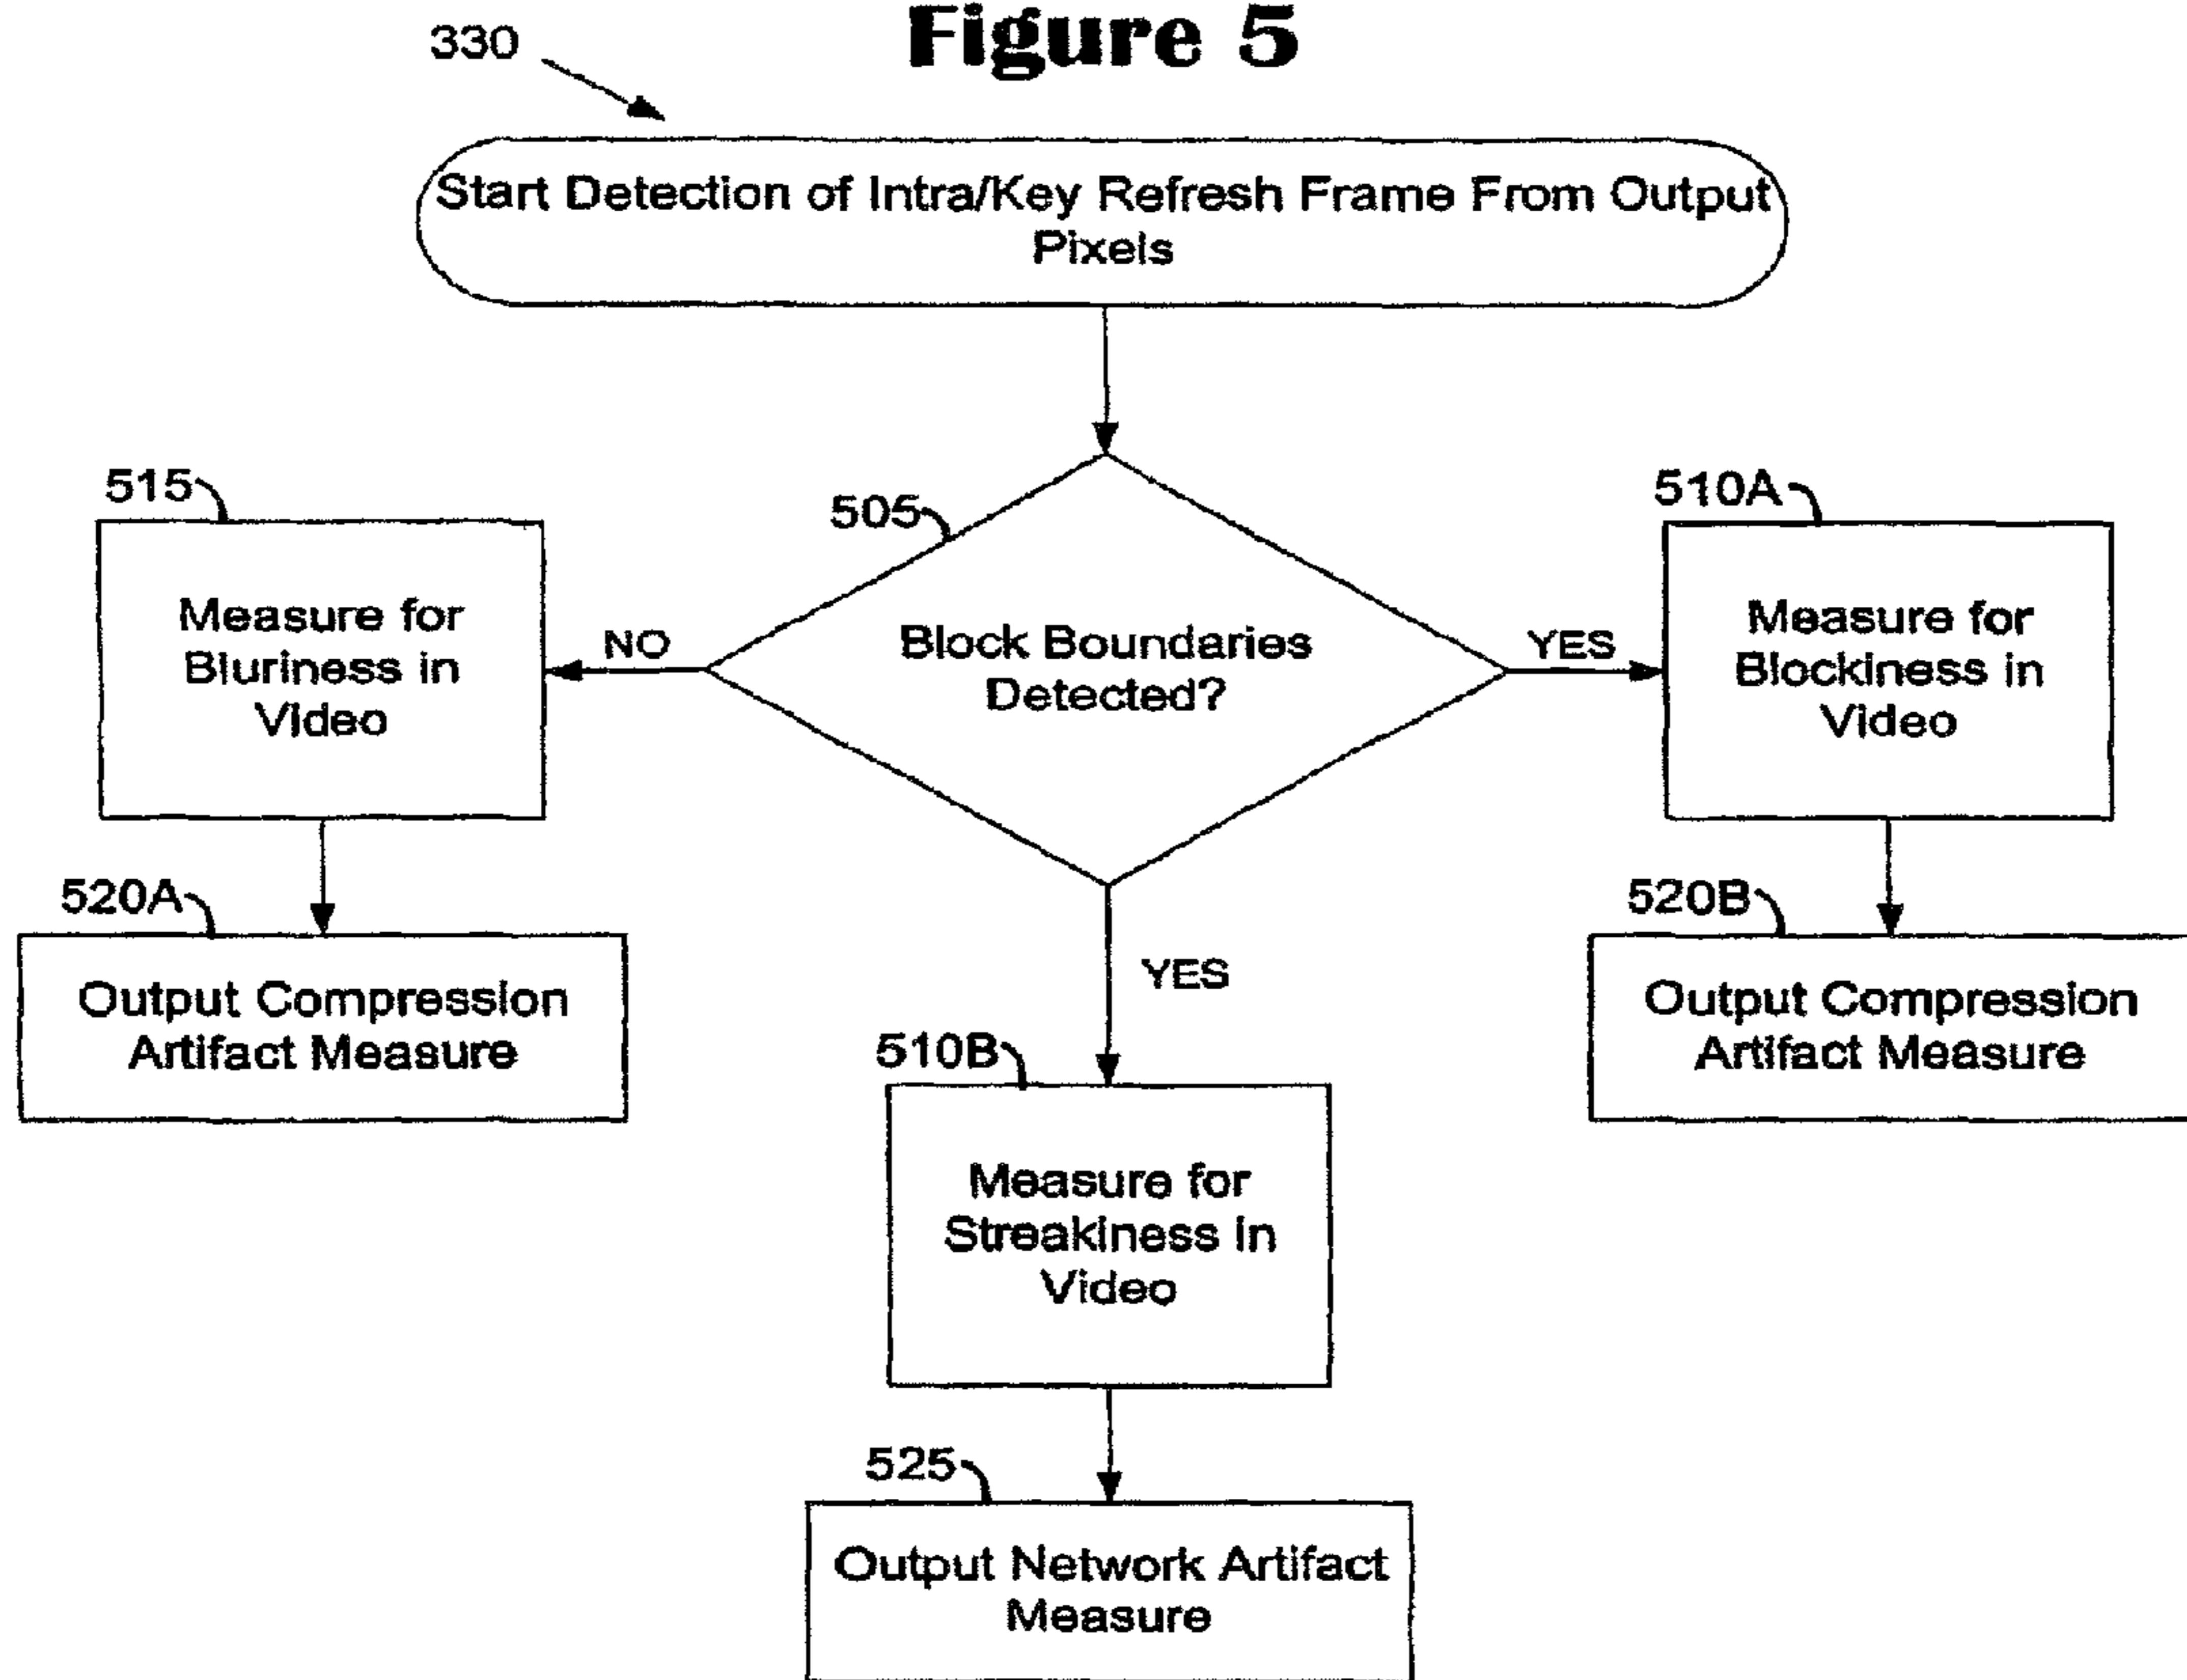 Figure 5
330
Start Detection of Intra/Key Refresh Frame From Output
Pixels
505
Block Boundaries
Detected?
NO
YES
YES
515
Measure for
Bluriness in
Video
520A
Output Compression
Artifact Measure
510A
Measure for
Blockiness in
Video
520B
Output Compression
Artifact Measure
510B
Measure for
Streakiness in
Video
525
Output Network Artifact
Measure